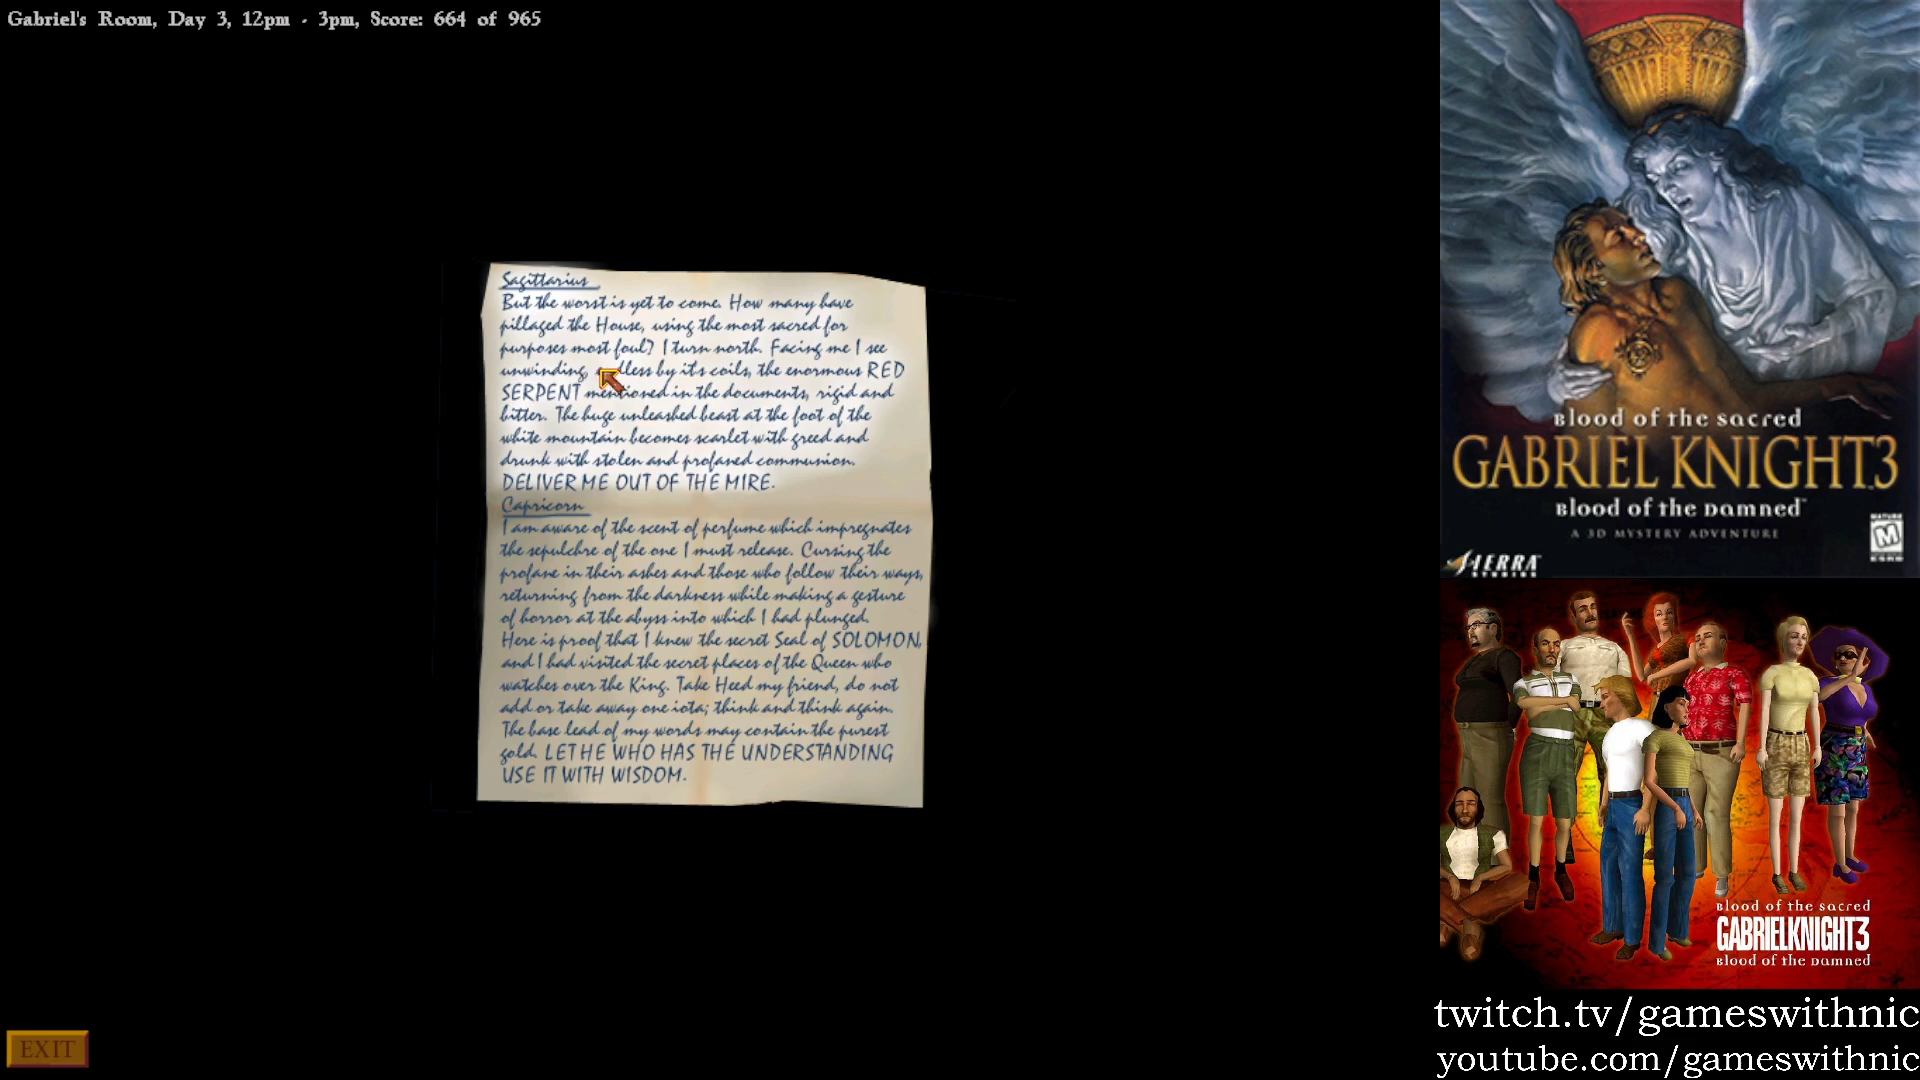 Gabriel's Room, Day 3, 12pm - 3pm, Score: 664 of 965
Sagittarius
But the worst is yet to come. How many have
pillaged the House, using the most sacred for
purposes most foul? I turn north. Facing me I see
unwinding, dless by it's coils, the enormous RED
SERPENT mentioned in the documents, rigid and
bitter. The huge unleashed beast at the foot of the
white mountain becomes scarlet with greed and
drunk with stolen and profaned communion.
DELIVER ME OUT OF THE MIRE.
Capricorn
I am aware of the scent of perfume which impregnates
the sepulchre of the one I must release. Cursing the
profane in their ashes and those who follow their ways,
returning from the darkness while making a gesture
of horror at the abyss into which I had plunged.
Here is proof that I knew the secret Seal of SOLOMON,
and I had visited the secret places of the Queen who
watches over the King. Take Heed my friend, do not
add or take away one iota; think and think again.
The base lead of my words may contain the purest
gold. LET HE WHO HAS THE UNDERSTANDING
USE IT WITH WISDOM.
EXIT
Blood of the sacred
GABRIEL KNIGHT 3
Blood of the Damned™
A 3D MYSTERY ADVENTURE
SIERRA
STUDIOS
MATURE
M
ESRB
Blood of the sacred
GABRIEL KNIGHT 3
Blood of the Damned
twitch.tv/gameswithnic
youtube.com/gameswithnic